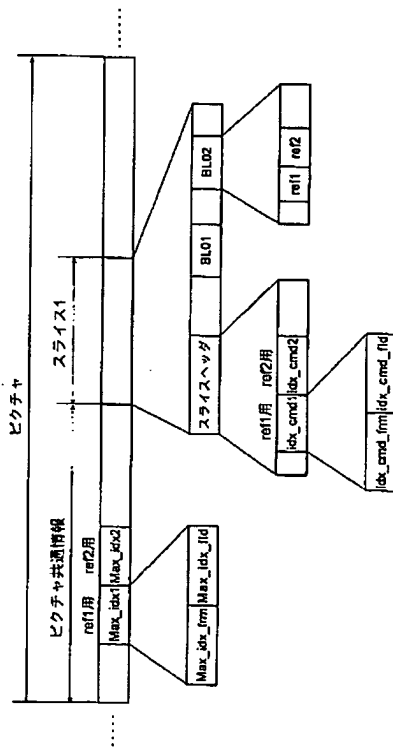 ピクチャ
ピクチャ共通情報
スライス1
ref1用
ref2用
Max_idx1
Max_idx2
Max_idx_frm
Max_idx_fld
スライスヘッダ
BL01
BL02
ref1用
ref2用
idx_cmd1
idx_cmd2
idx_cmd_frm
idx_cmd_fld
ref1
ref2